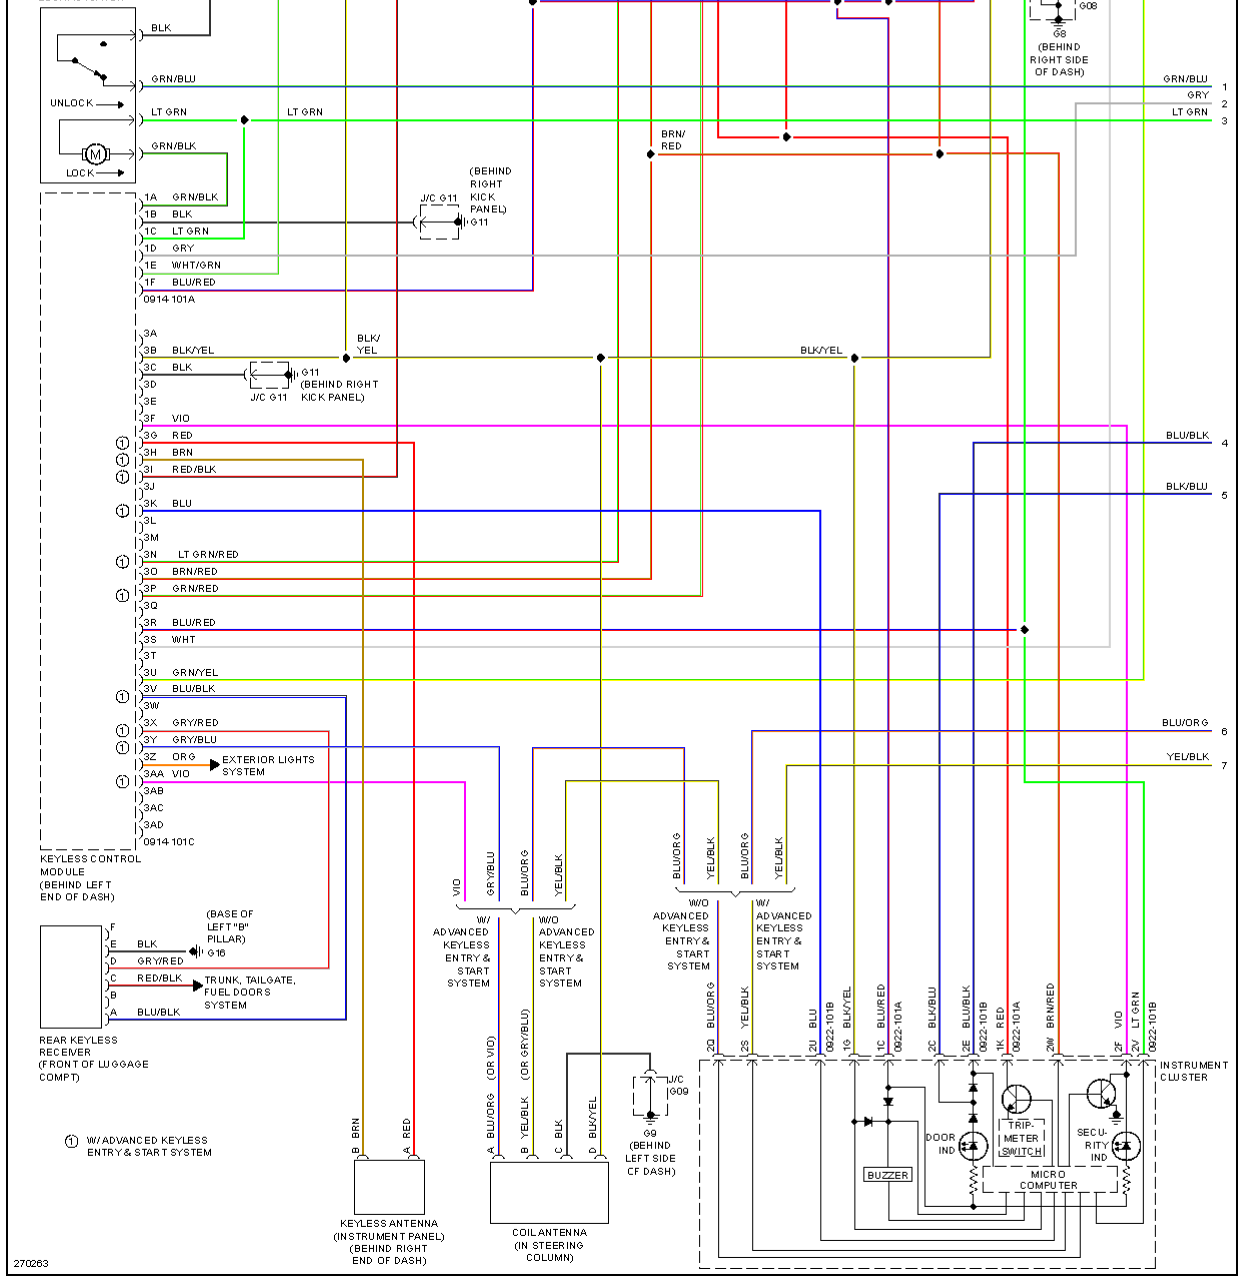 BLK
GRN/BLU
UNLOCK
LT GRN
LT GRN
GRN/BLK
M
LOCK
G08
G8
(BEHIND
RIGHT SIDE
OF DASH)
GRN/BLU 1
GRY 2
LT GRN 3
BRN/
RED
1A GRN/BLK
1B BLK
1C LT GRN
1D GRY
1E WHT/GRN
1F BLU/RED
0914-101A
J/C G11
(BEHIND
RIGHT
KICK
PANEL)
G11
3A
3B BLK/YEL
3C BLK
3D
3E
3F VIO
1 3G RED
1 3H BRN
1 3I RED/BLK
3J
1 3K BLU
3L
3M
1 3N LT GRN/RED
3O BRN/RED
1 3P GRN/RED
3Q
3R BLU/RED
3S WHT
3T
3U GRN/YEL
1 3V BLU/BLK
3W
1 3X GRY/RED
1 3Y GRY/BLU
3Z ORG
EXTERIOR LIGHTS
SYSTEM
1 3AA VIO
3AB
3AC
3AD
0914-101C
BLK/
YEL
BLK/YEL
G11
(BEHIND RIGHT
KICK PANEL)
J/C G11
BLU/BLK 4
BLK/BLU 5
BLU/ORG 6
YEL/BLK 7
KEYLESS CONTROL
MODULE
(BEHIND LEFT
END OF DASH)
F
E BLK
D GRY/RED
C RED/BLK
B
A BLU/BLK
(BASE OF
LEFT "B"
PILLAR)
G16
TRUNK, TAILGATE,
FUEL DOORS
SYSTEM
REAR KEYLESS
RECEIVER
(FRONT OF LUGGAGE
COMPT)
1 W/ ADVANCED KEYLESS
ENTRY & START SYSTEM
VIO
GRY/BLU
BLU/ORG
YEL/BLK
W/
ADVANCED
KEYLESS
ENTRY &
START
SYSTEM
W/O
ADVANCED
KEYLESS
ENTRY &
START
SYSTEM
BLU/ORG
YEL/BLK
BLU/ORG
YEL/BLK
W/O
ADVANCED
KEYLESS
ENTRY &
START
SYSTEM
W/
ADVANCED
KEYLESS
ENTRY &
START
SYSTEM
B BRN
A RED
KEYLESS ANTENNA
(INSTRUMENT PANEL)
(BEHIND RIGHT
END OF DASH)
A BLU/ORG (OR VIO)
B YEL/BLK (OR GRY/BLU)
C BLK
D BLK/YEL
COIL ANTENNA
(IN STEERING
COLUMN)
J/C
G09
G9
(BEHIND
LEFT SIDE
OF DASH)
2Q BLU/ORG
2S YEL/BLK
2U BLU
0922-101B
1G BLK/YEL
1C BLU/RED
0922-101A
2C BLK/BLU
2E BLU/BLK
0922-101B
1K RED
0922-101A
2W BRN/RED
2F VIO
2V LT GRN
0922-101B
INSTRUMENT
CLUSTER
DOOR
IND
TRIP-
METER
SWITCH
SECU-
RITY
IND
BUZZER
MICRO
COMPUTER
270263